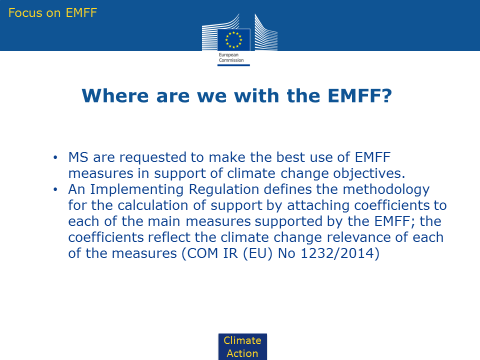 Focus on EMFF
European
Commission
Where are we with the EMFF?
• MS are requested to make the best use of EMFF
measures in support of climate change objectives.
• An Implementing Regulation defines the methodology
for the calculation of support by attaching coefficients to
each of the main measures supported by the EMFF; the
coefficients reflect the climate change relevance of each
of the measures (COM IR (EU) No 1232/2014)
Climate
Action